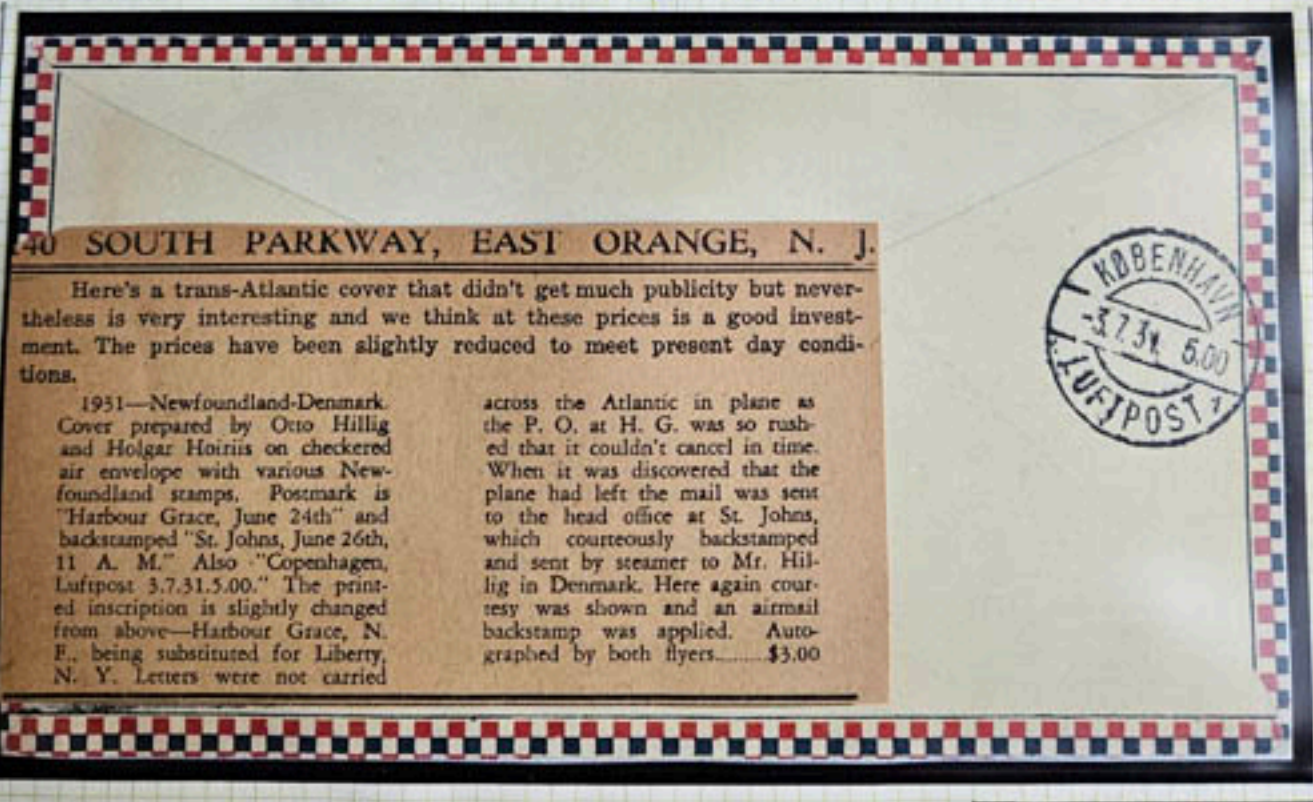 40 SOUTH PARKWAY, EAST ORANGE, N. J.
Here's a trans-Atlantic cover that didn't get much publicity but never-
theless is very interesting and we think at these prices is a good invest-
ment. The prices have been slightly reduced to meet present day condi-
tions.
1931—Newfoundland-Denmark.
Cover prepared by Otto Hillig
and Holgar Hoiriis on checkered
air envelope with various New-
foundland stamps. Postmark is
"Harbour Grace, June 24th" and
backstamped "St. Johns, June 26th,
11 A. M." Also "Copenhagen,
Luftpost 3.7.31.5.00." The print-
ed inscription is slightly changed
from above—Harbour Grace, N.
F., being substituted for Liberty,
N. Y. Letters were not carried
across the Atlantic in plane as
the P. O. at H. G. was so rush-
ed that it couldn't cancel in time.
When it was discovered that the
plane had left the mail was sent
to the head office at St. Johns,
which courteously backstamped
and sent by steamer to Mr. Hil-
lig in Denmark. Here again cour-
tesy was shown and an airmail
backstamp was applied. Auto-
graphed by both flyers........$3.00
KØBENHAVN
-3.7.31. 5.00
LUFTPOST 1